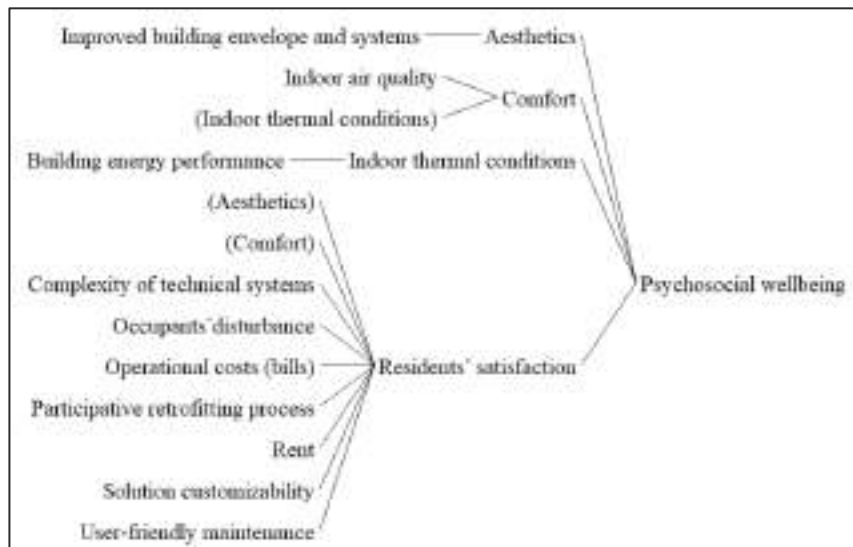 Improved building envelope and systems Aesthetics
Indoor air quality
Comfort
(Indoor thermal conditions)
Building energy performance Indoor thermal conditions
(Aesthetics)
(Comfort)
Complexity of technical systems Psychosocial wellbeing
Occupants´disturbance
Operational costs (bills) Residents´ satisfaction
Participative retrofitting process
Rent
Solution customizability
User-friendly maintenance